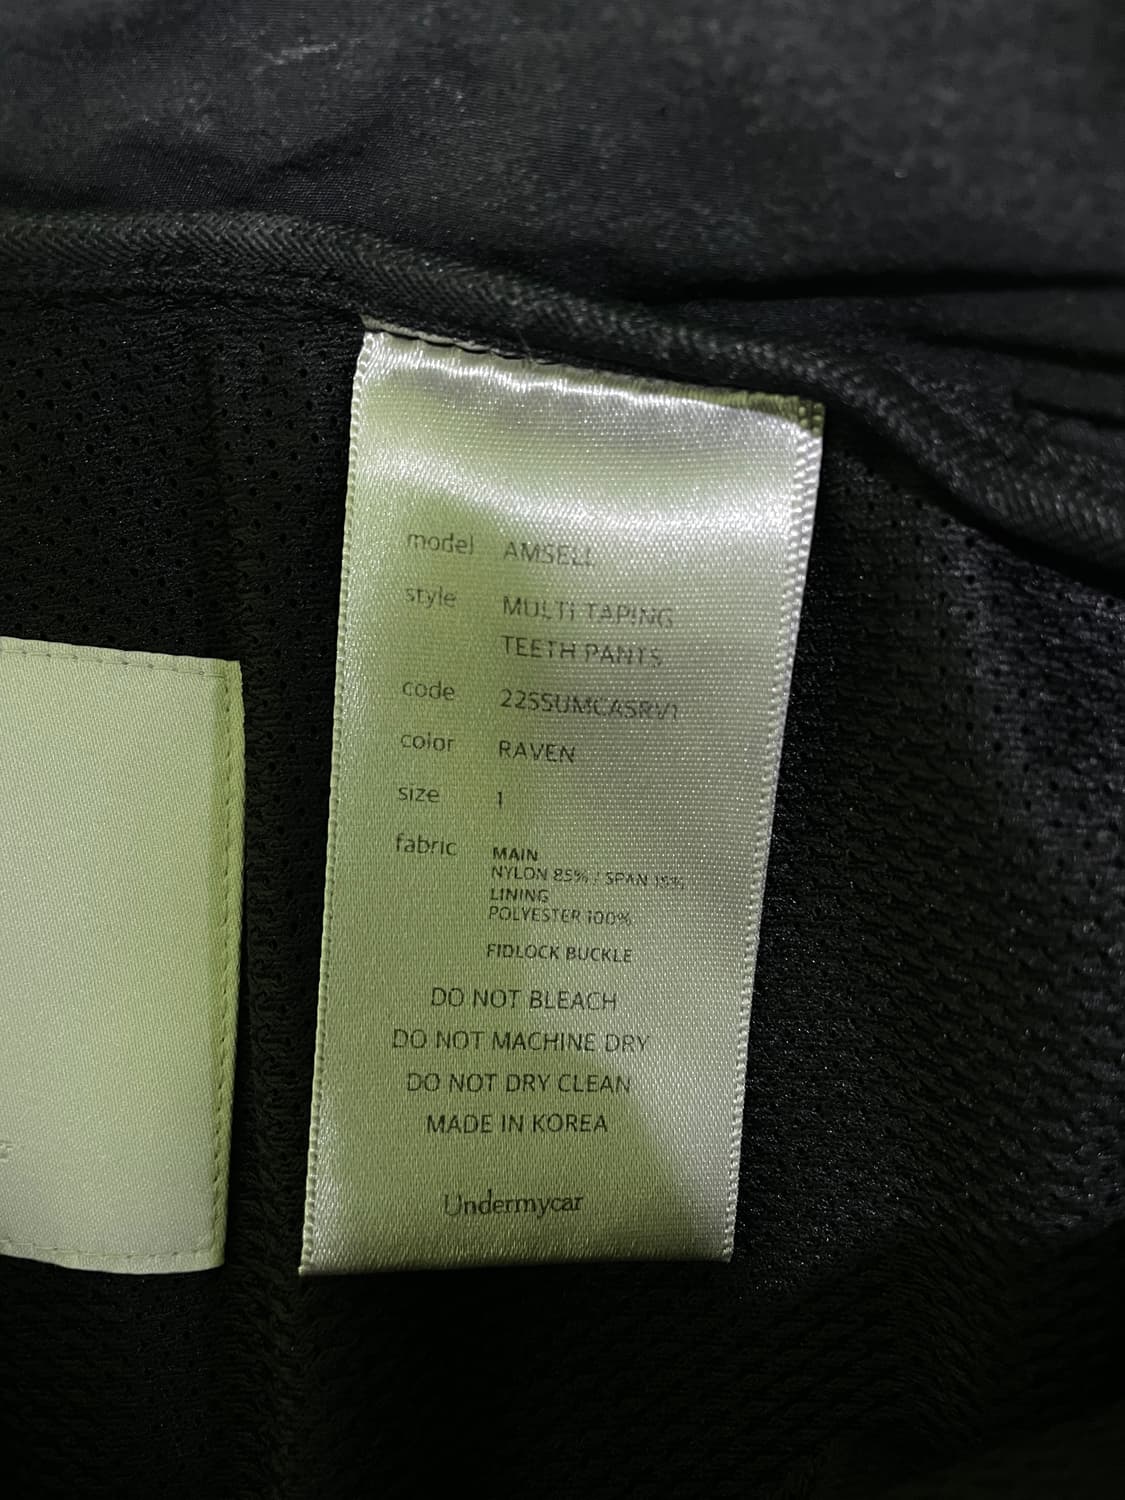 model AMSELL
style MULTI TAPING
TEETH PANTS
code 22SSUMCASRV1
color RAVEN
size 1
fabric MAIN
NYLON 85% / SPAN 15%
LINING
POLYESTER 100%
FIDLOCK BUCKLE
DO NOT BLEACH
DO NOT MACHINE DRY
DO NOT DRY CLEAN
MADE IN KOREA
Undermycar